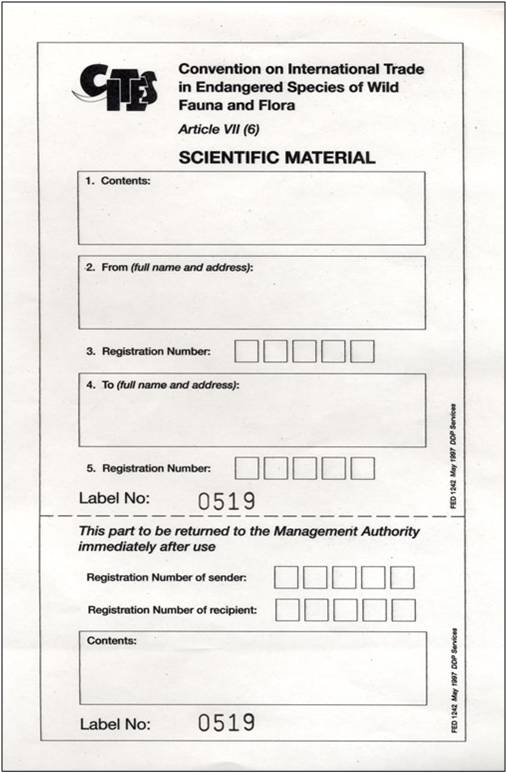 CITES
Convention on International Trade
in Endangered Species of Wild
Fauna and Flora
Article VII (6)
SCIENTIFIC MATERIAL
1. Contents:
2. From (full name and address):
3. Registration Number:
4. To (full name and address):
5. Registration Number:
FED 1242 May 1997 DDP Services
Label No: 0519
This part to be returned to the Management Authority
immediately after use
Registration Number of sender:
Registration Number of recipient:
Contents:
FED 1242 May 1997 DDP Services
Label No: 0519